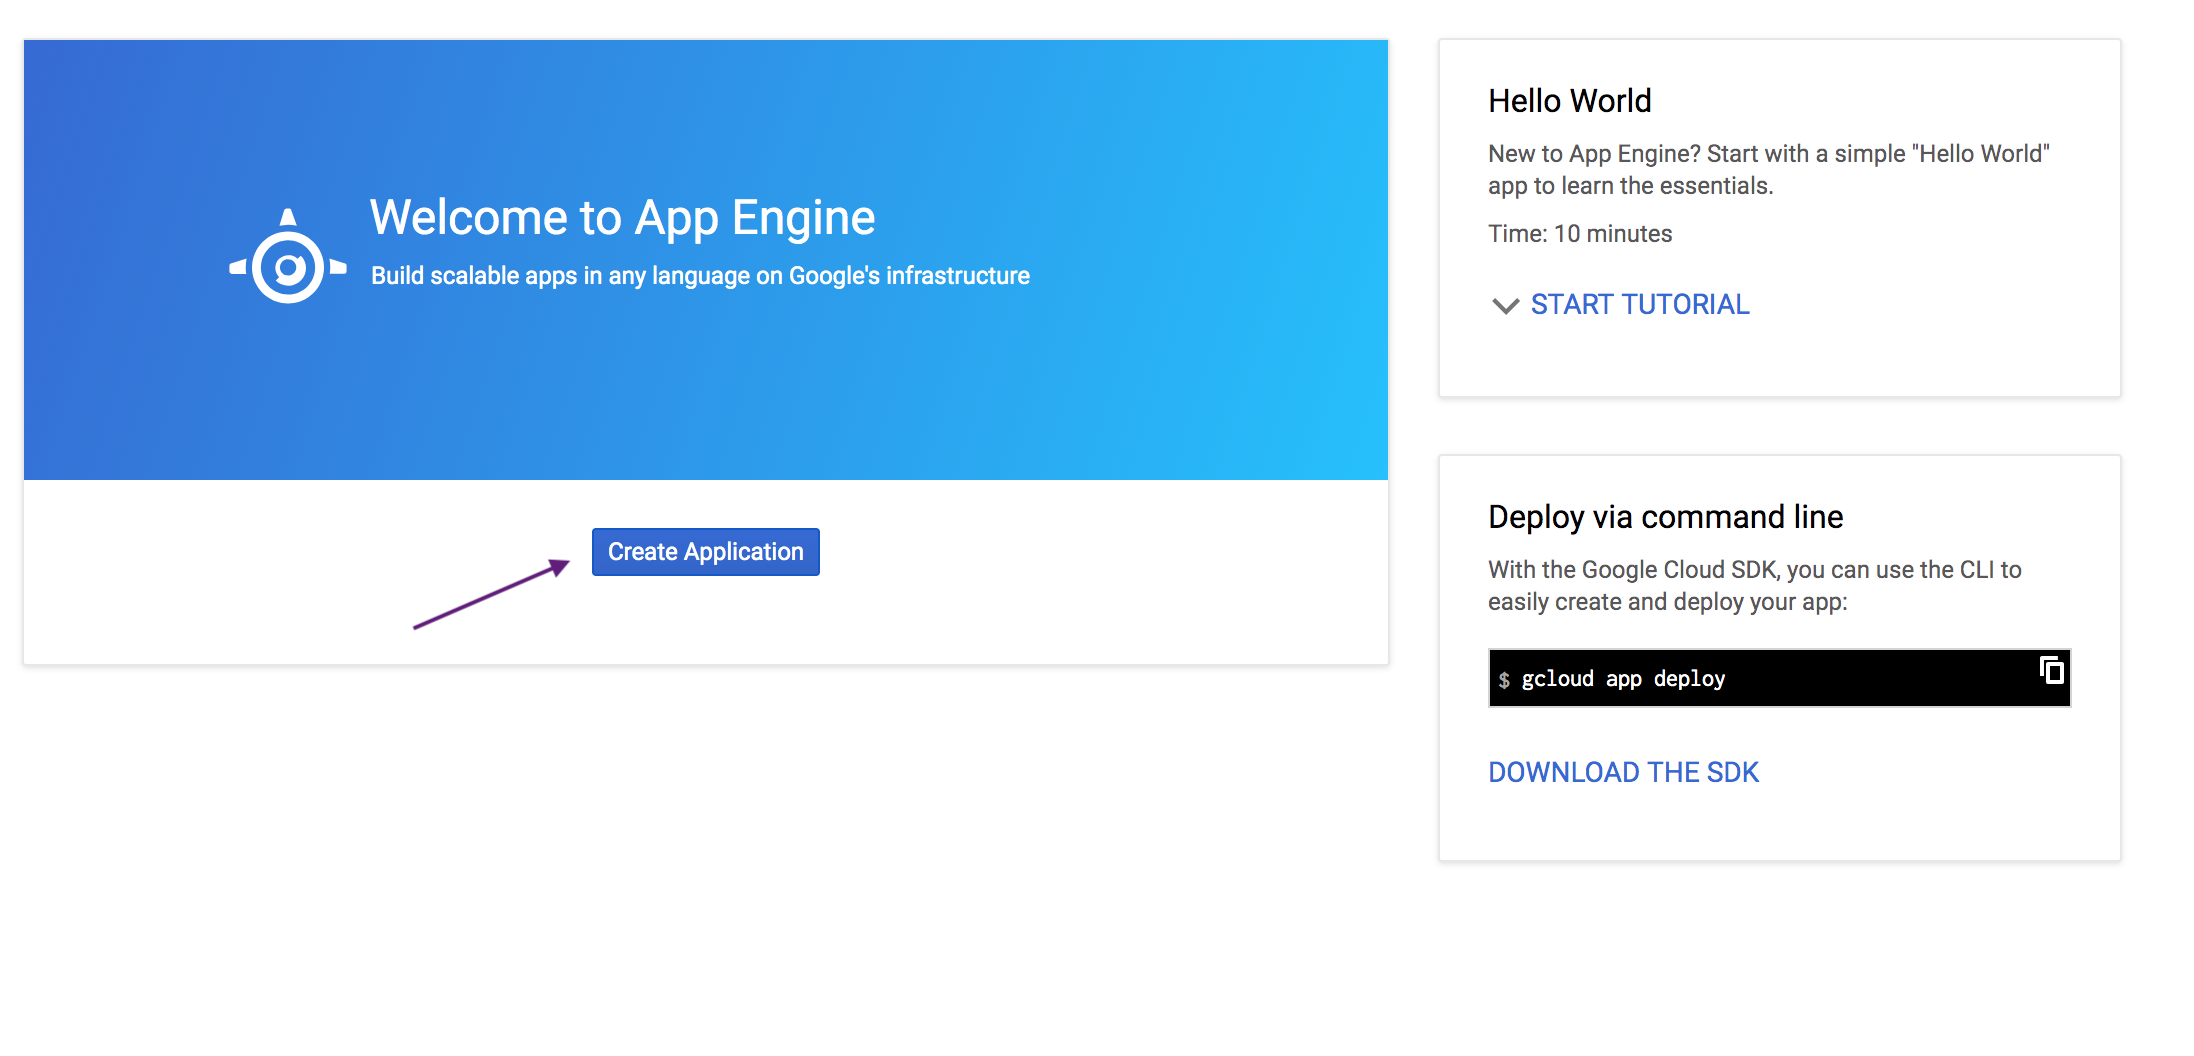 Welcome to App Engine
Build scalable apps in any language on Google's infrastructure
Create Application
Hello World
New to App Engine? Start with a simple "Hello World"
app to learn the essentials.
Time: 10 minutes
START TUTORIAL
Deploy via command line
With the Google Cloud SDK, you can use the CLI to
easily create and deploy your app:
$ gcloud app deploy
DOWNLOAD THE SDK